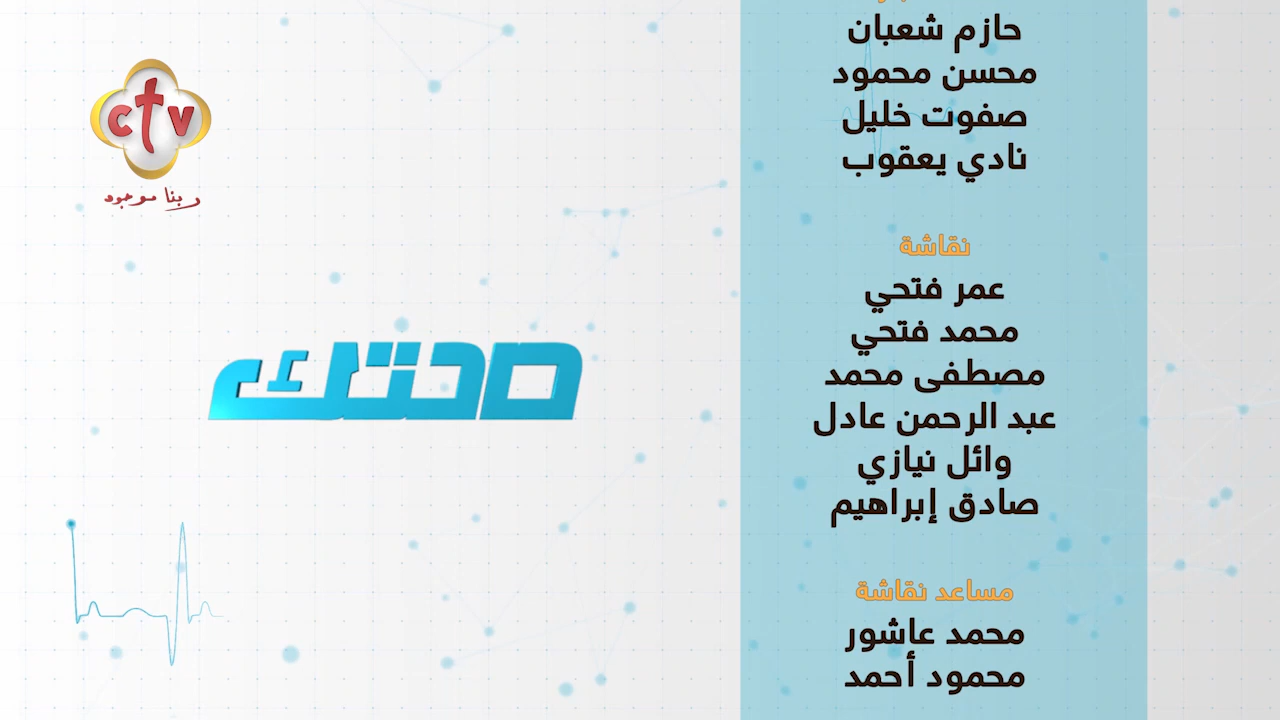 حازم شعبان
محسن محمود
صفوت خليل
نادي يعقوب
نقاشة
عمر فتحي
محمد فتحي
مصطفى محمد
عبد الرحمن عادل
وائل نيازي
صادق إبراهيم
مساعد نقاشة
محمد عاشور
محمود أحمد
صحتك
ctv
ربنا موجود